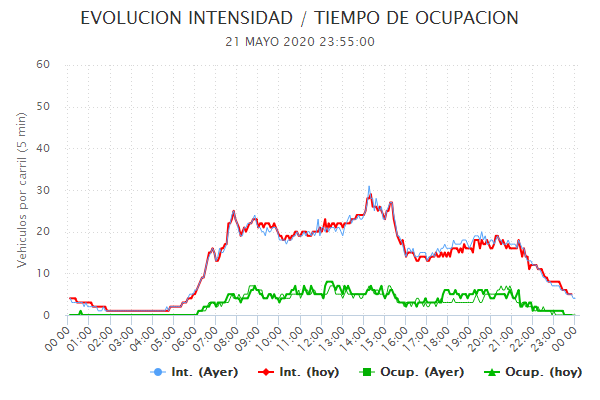 EVOLUCION INTENSIDAD / TIEMPO DE OCUPACION
21 MAYO 2020 23:55:00
Vehiculos por carril (5 min)
60
50
40
30
20
10
0
00:00 01:00 02:00 03:00 04:00 05:00 06:00 07:00 08:00 09:00 10:00 11:00 12:00 13:00 14:00 15:00 16:00 17:00 18:00 19:00 20:00 21:00 22:00 23:00 00:00
Int. (Ayer) Int. (hoy) Ocup. (Ayer) Ocup. (hoy)